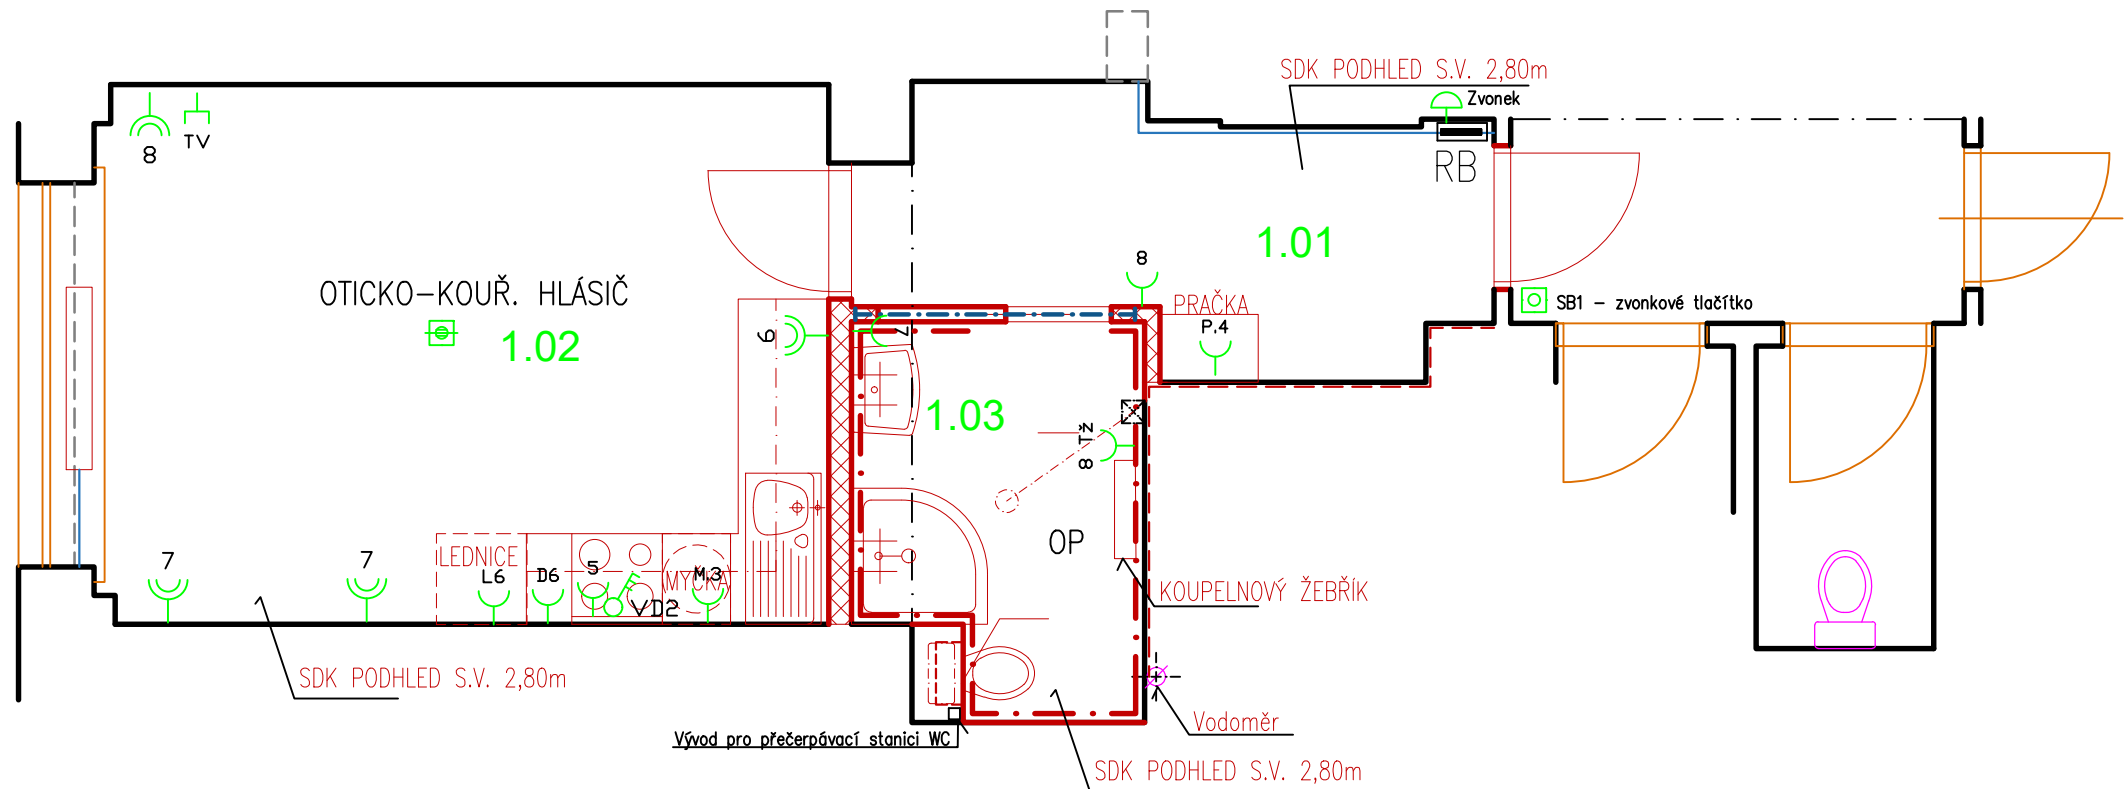 SDK PODHLED S.V. 2,80m
Zvonek
TV
8
RB
1.01
8
OTICKO-KOUŘ. HLÁSIČ
1.02
SB1 - zvonkové tlačítko
PRAČKA
P.4
6
7
1.03
8 TŽ
OP
LEDNICE
L6
D6
5
MYČKA
M.3
VD2
7
7
KOUPELNOVÝ ŽEBŘÍK
SDK PODHLED S.V. 2,80m
Vodoměr
Vývod pro přečerpávací stanici WC
SDK PODHLED S.V. 2,80m